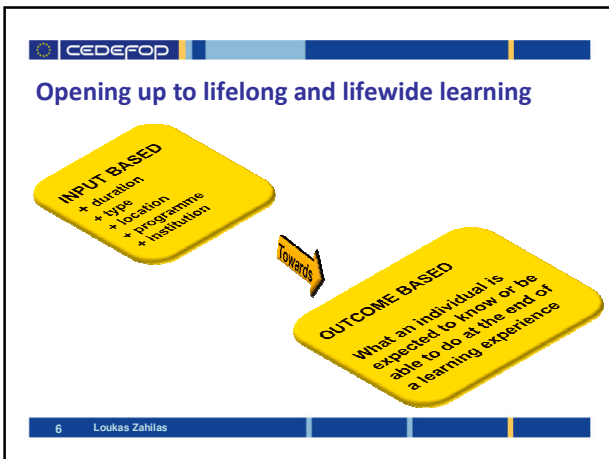 CEDEFOP
Opening up to lifelong and lifewide learning
INPUT BASED
+ duration
+ type
+ location
+ programme
+ institution
Towards
OUTCOME BASED
What an individual is
expected to know or be
able to do at the end of
a learning experience
6 Loukas Zahilas